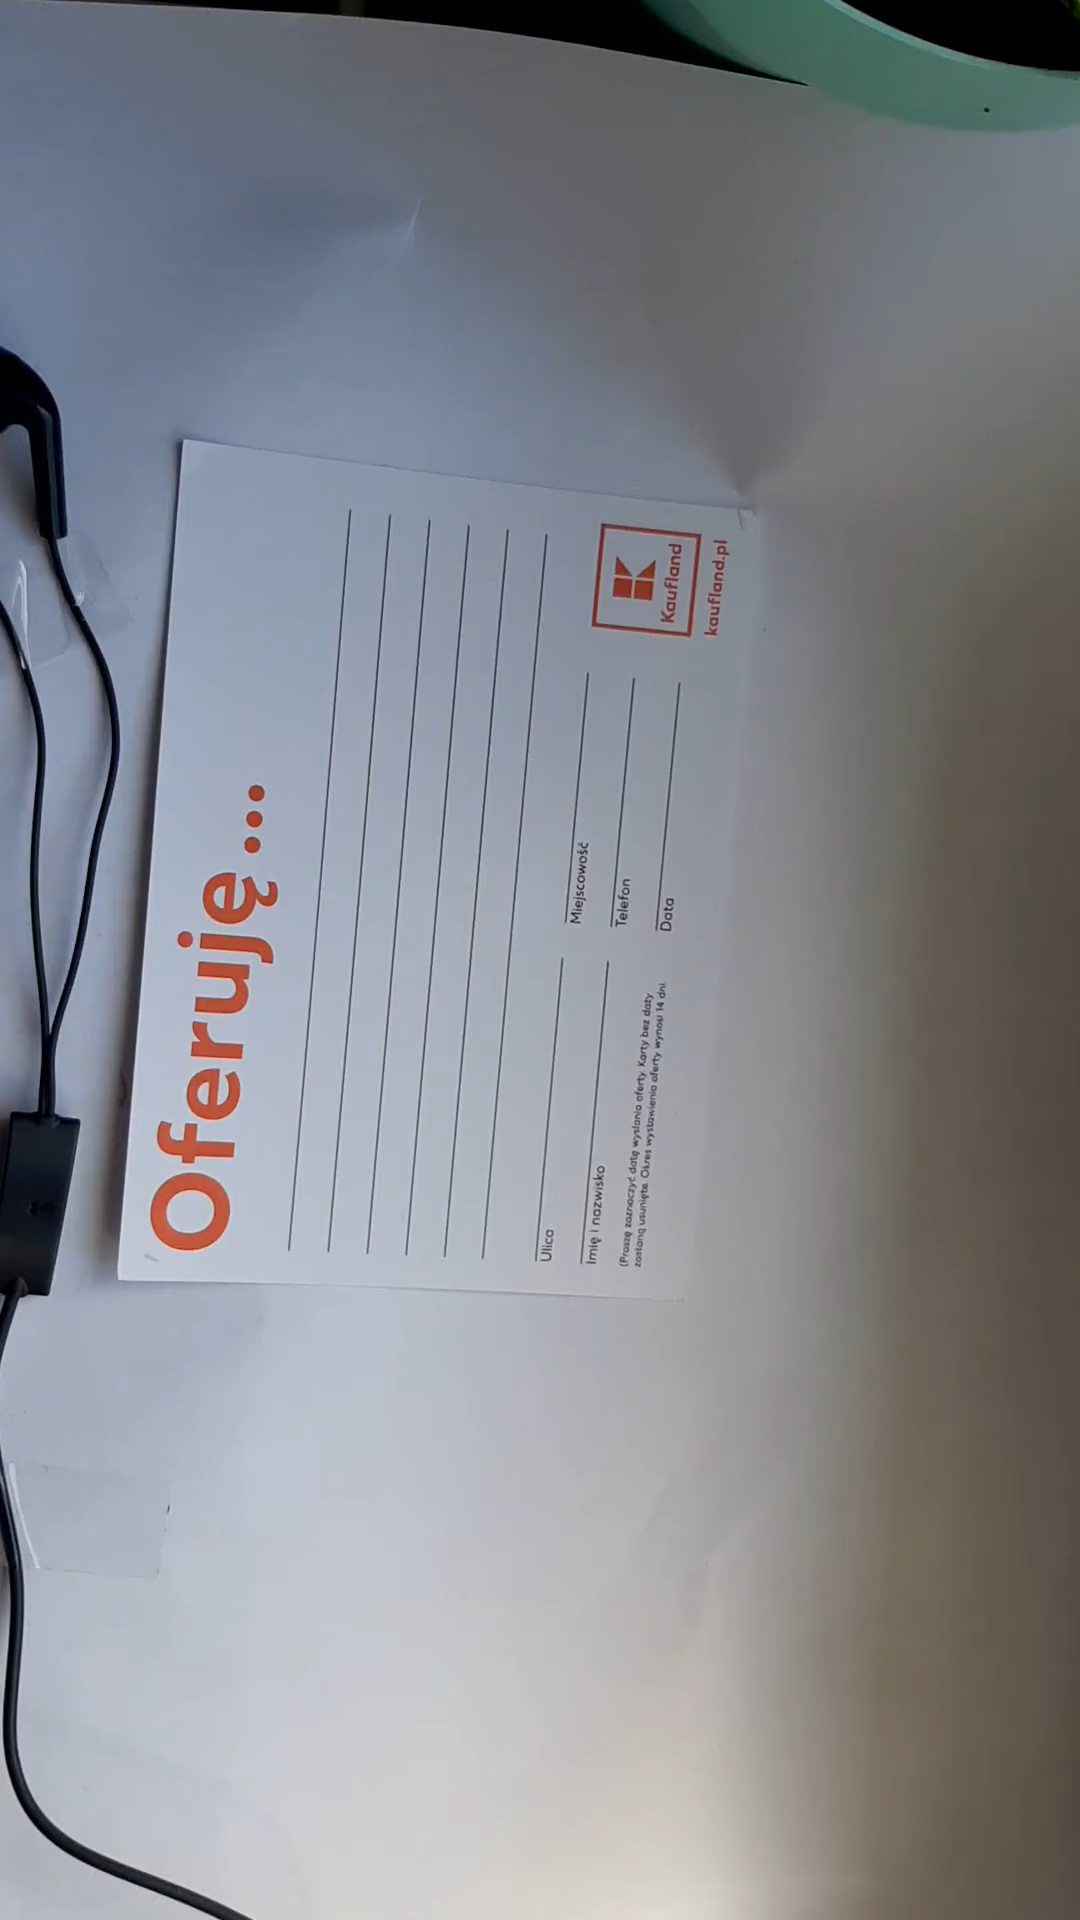 Oferuję...
Ulica
Miejscowość
Imię i nazwisko
Telefon
(Proszę zaznaczyć datę wysłania oferty. Karty bez daty
zostaną usunięte. Okres wystawienia oferty wynosi 14 dni.
Data
Kaufland
kaufland.pl